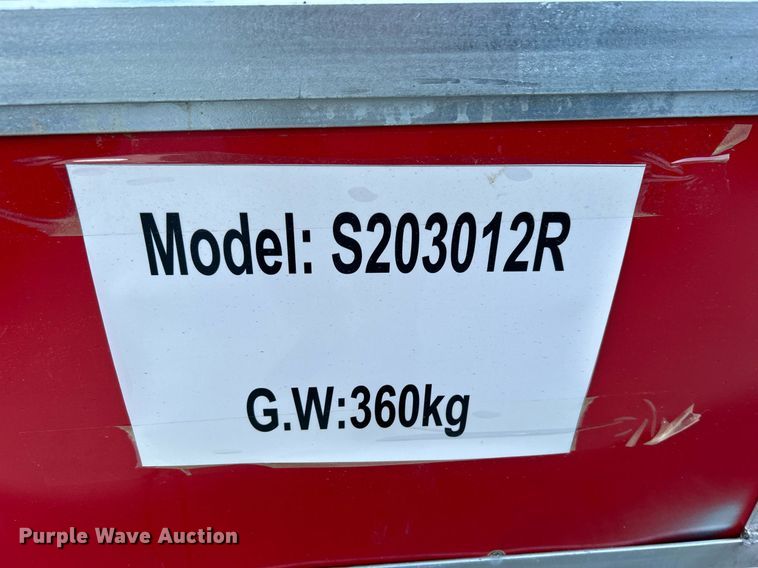 Model: S203012R
G.W:360kg
Purple Wave Auction